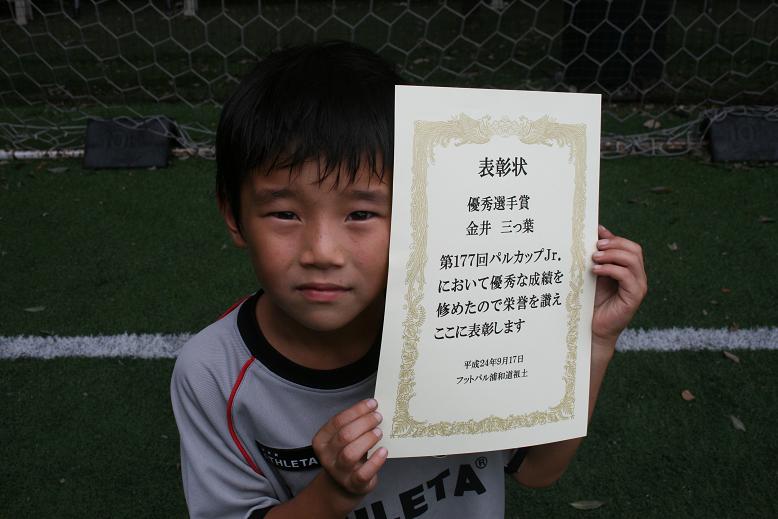 表彰状
優秀選手賞
金井 三っ葉
第177回パルカップJr.
において優秀な成績を
修めたので栄誉を讃え
ここに表彰します
平成24年9月17日
フットパル浦和道祖土
THLETA
HLETA®